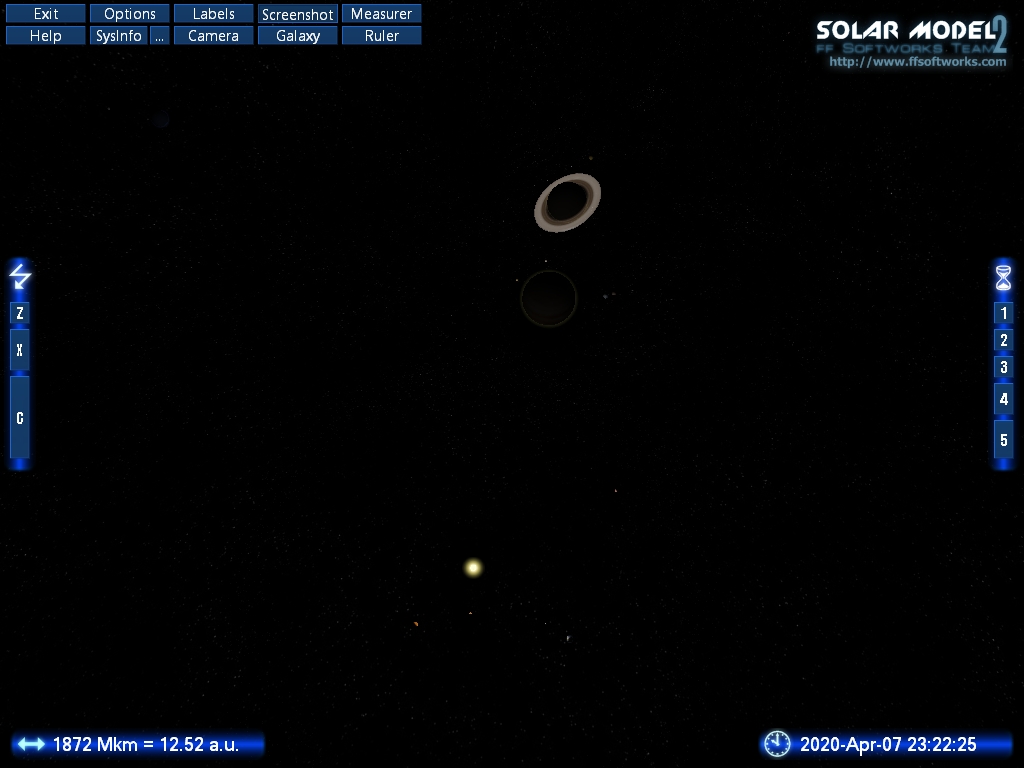 Exit Options Labels Screenshot Measurer
Help SysInfo ... Camera Galaxy Ruler
SOLAR MODEL 2
FF SOFTWORKS TEAM
http://www.ffsoftworks.com
Z
X
C
1
2
3
4
5
1872 Mkm = 12.52 a.u.
2020-Apr-07 23:22:25